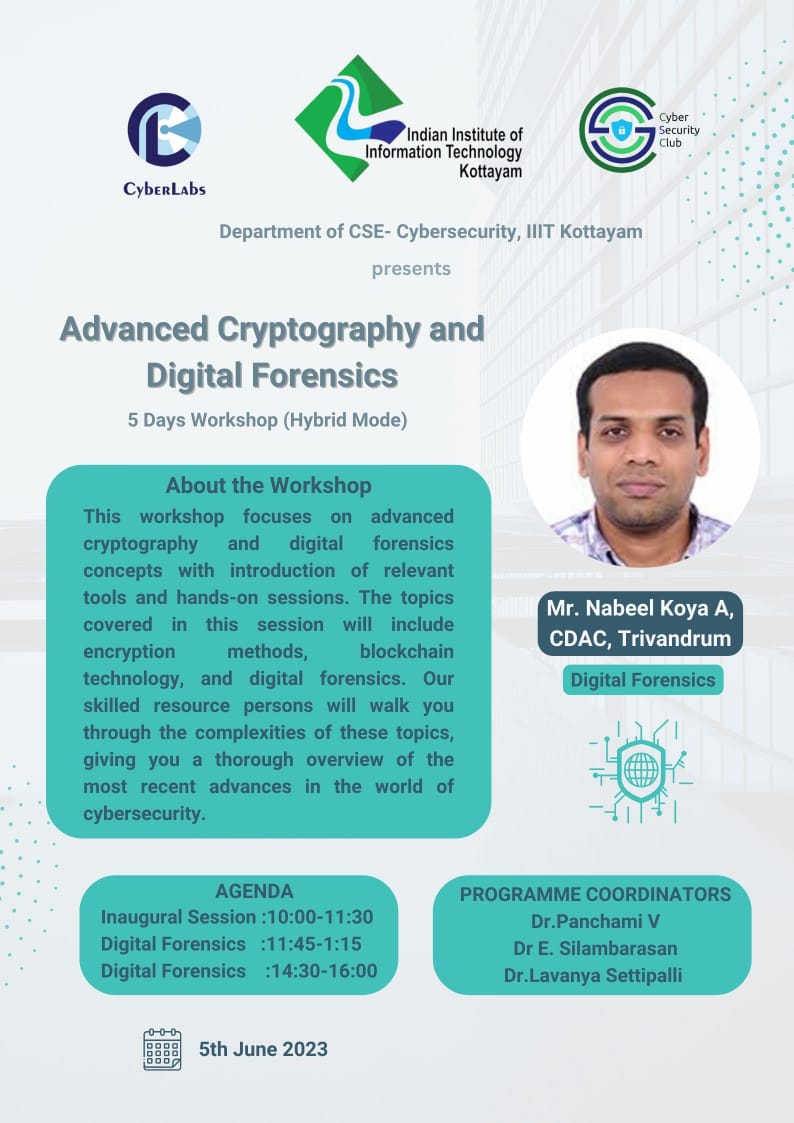 CYBERLABS
Indian Institute of
Information Technology
Kottayam
Cyber
Security
Club
Department of CSE- Cybersecurity, IIIT Kottayam
presents
Advanced Cryptography and
Digital Forensics
5 Days Workshop (Hybrid Mode)
About the Workshop
This workshop focuses on advanced
cryptography and digital forensics
concepts with introduction of relevant
tools and hands-on sessions. The topics
covered in this session will include
encryption methods, blockchain
technology, and digital forensics. Our
skilled resource persons will walk you
through the complexities of these topics,
giving you a thorough overview of the
most recent advances in the world of
cybersecurity.
Mr. Nabeel Koya A,
CDAC, Trivandrum
Digital Forensics
AGENDA
Inaugural Session :10:00-11:30
Digital Forensics :11:45-1:15
Digital Forensics :14:30-16:00
PROGRAMME COORDINATORS
Dr.Panchami V
Dr E. Silambarasan
Dr.Lavanya Settipalli
5th June 2023